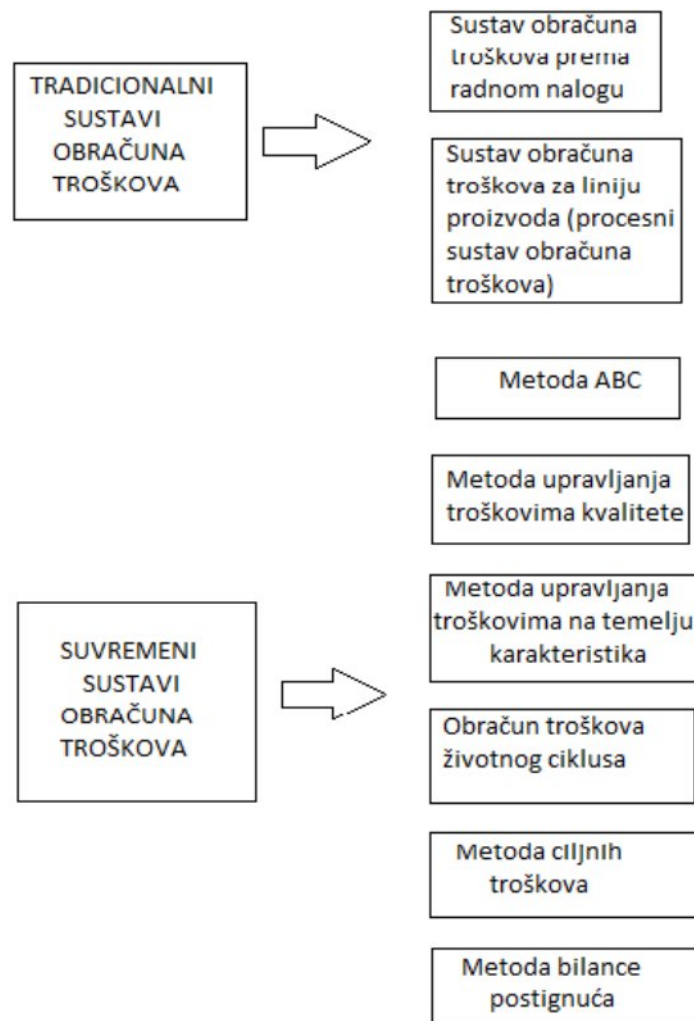 TRADICIONALNI
SUSTAVI
OBRAČUNA
TROŠKOVA
Sustav obračuna
troškova prema
radnom nalogu
Sustav obračuna
troškova za liniju
proizvoda (procesni
sustav obračuna
troškova)
SUVREMENI
SUSTAVI
OBRAČUNA
TROŠKOVA
Metoda ABC
Metoda upravljanja
troškovima kvalitete
Metoda upravljanja
troškovima na temelju
karakteristika
Obračun troškova
životnog ciklusa
Metoda ciljnih
troškova
Metoda bilance
postignuća